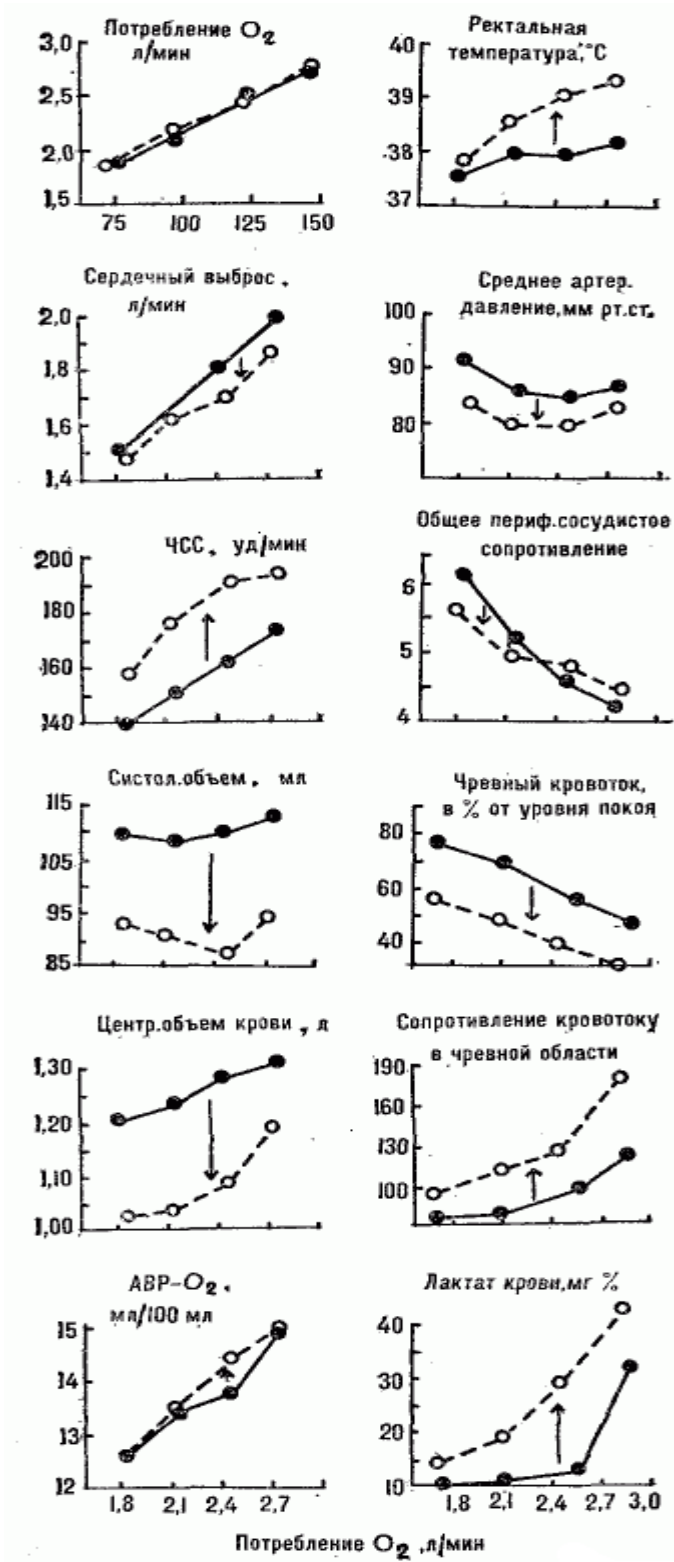 Потребление O₂
л/мин
3,0
2,5
2,0
1,5
75 100 125 150
Ректальная
температура,°C
40
39
38
37
Сердечный выброс,
л/мин
2,0
1,8
1,6
1,4
Среднее артер.
давление, мм рт.ст.
100
90
80
ЧСС, уд/мин
200
180
160
140
Общее периф.сосудистое
сопротивление
6
5
4
Систол.объем, мл
115
105
95
85
Чревный кровоток,
в % от уровня покоя
80
60
40
Центр.объем крови, л
1,30
1,20
1,10
1,00
Сопротивление кровотоку
в чревной области
190
160
130
100
АВР-O₂,
мл/100 мл
15
14
13
12
1,8 2,1 2,4 2,7
Лактат крови, мг %
40
30
20
10
1,8 2,1 2,4 2,7 3,0
Потребление O₂, л/мин